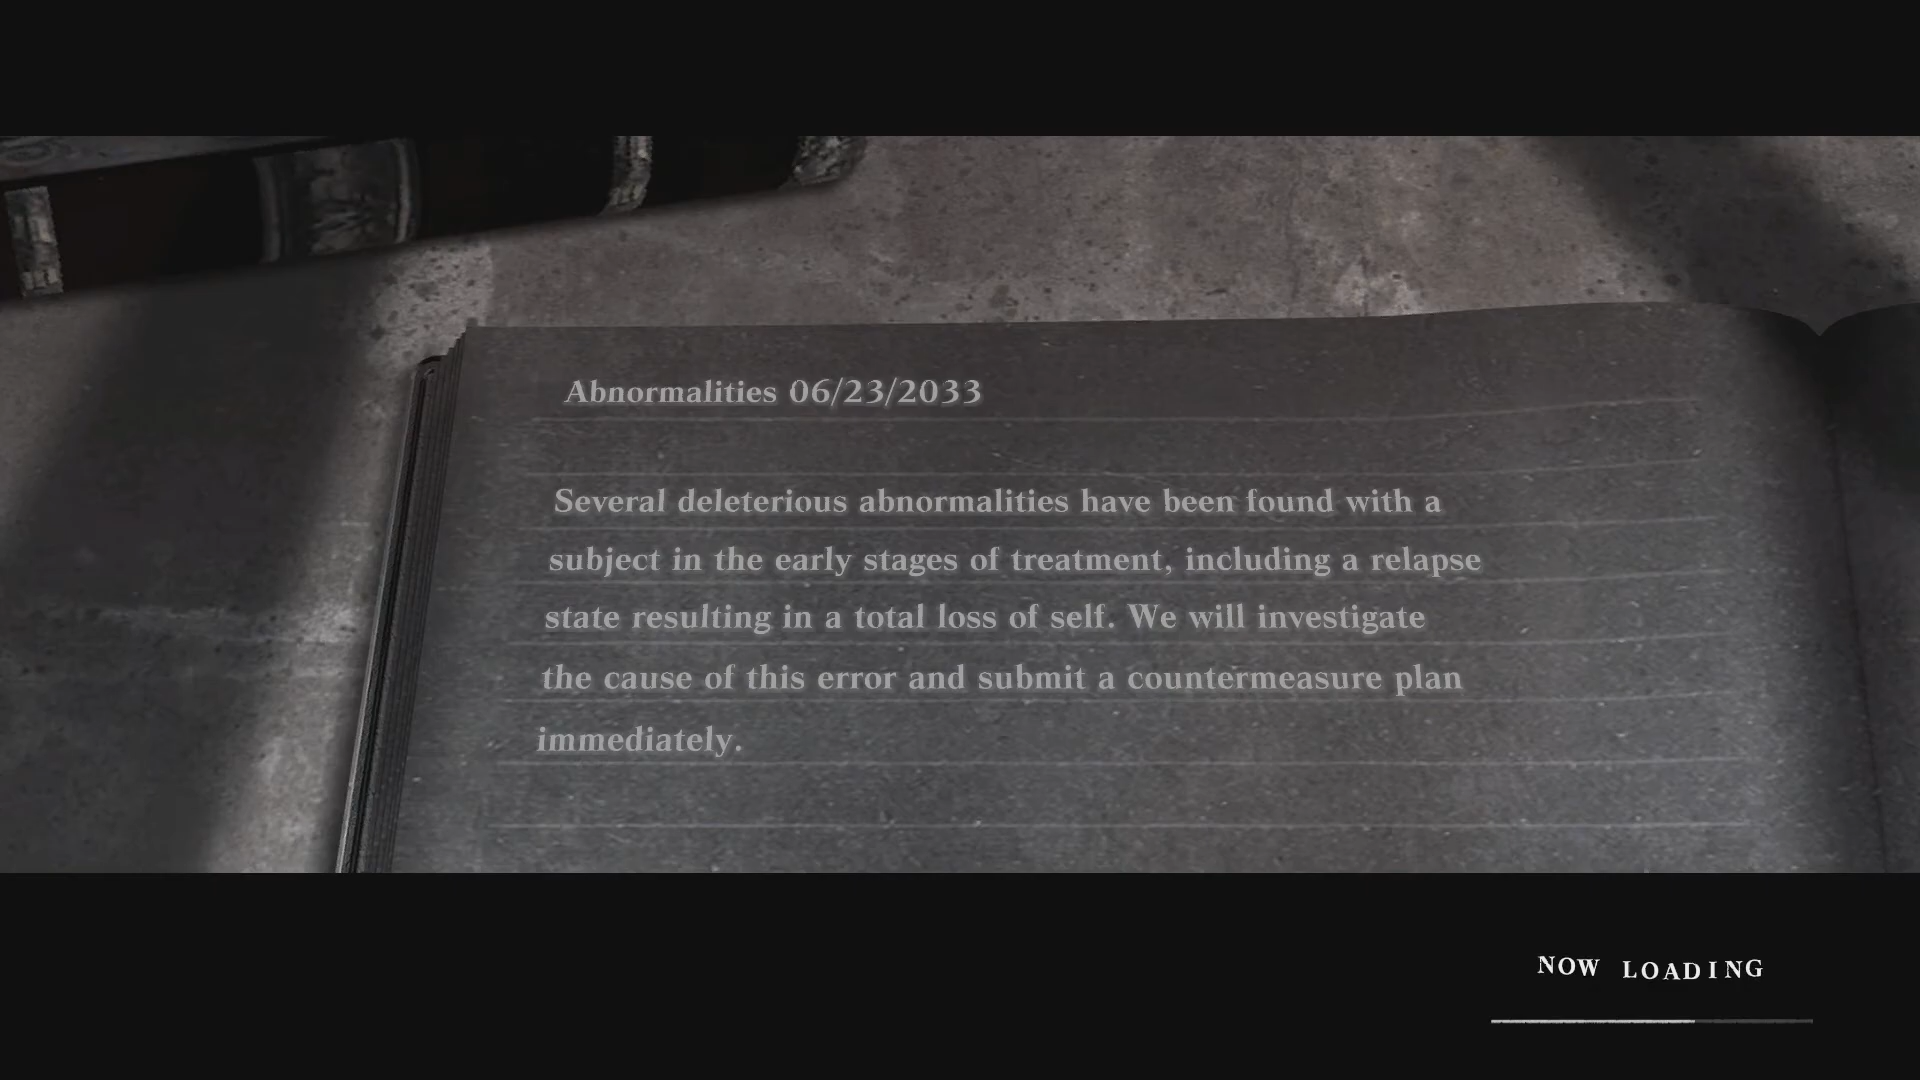 Abnormalities 06/23/2033
Several deleterious abnormalities have been found with a
subject in the early stages of treatment, including a relapse
state resulting in a total loss of self. We will investigate
the cause of this error and submit a countermeasure plan
immediately.
NOW LOADING